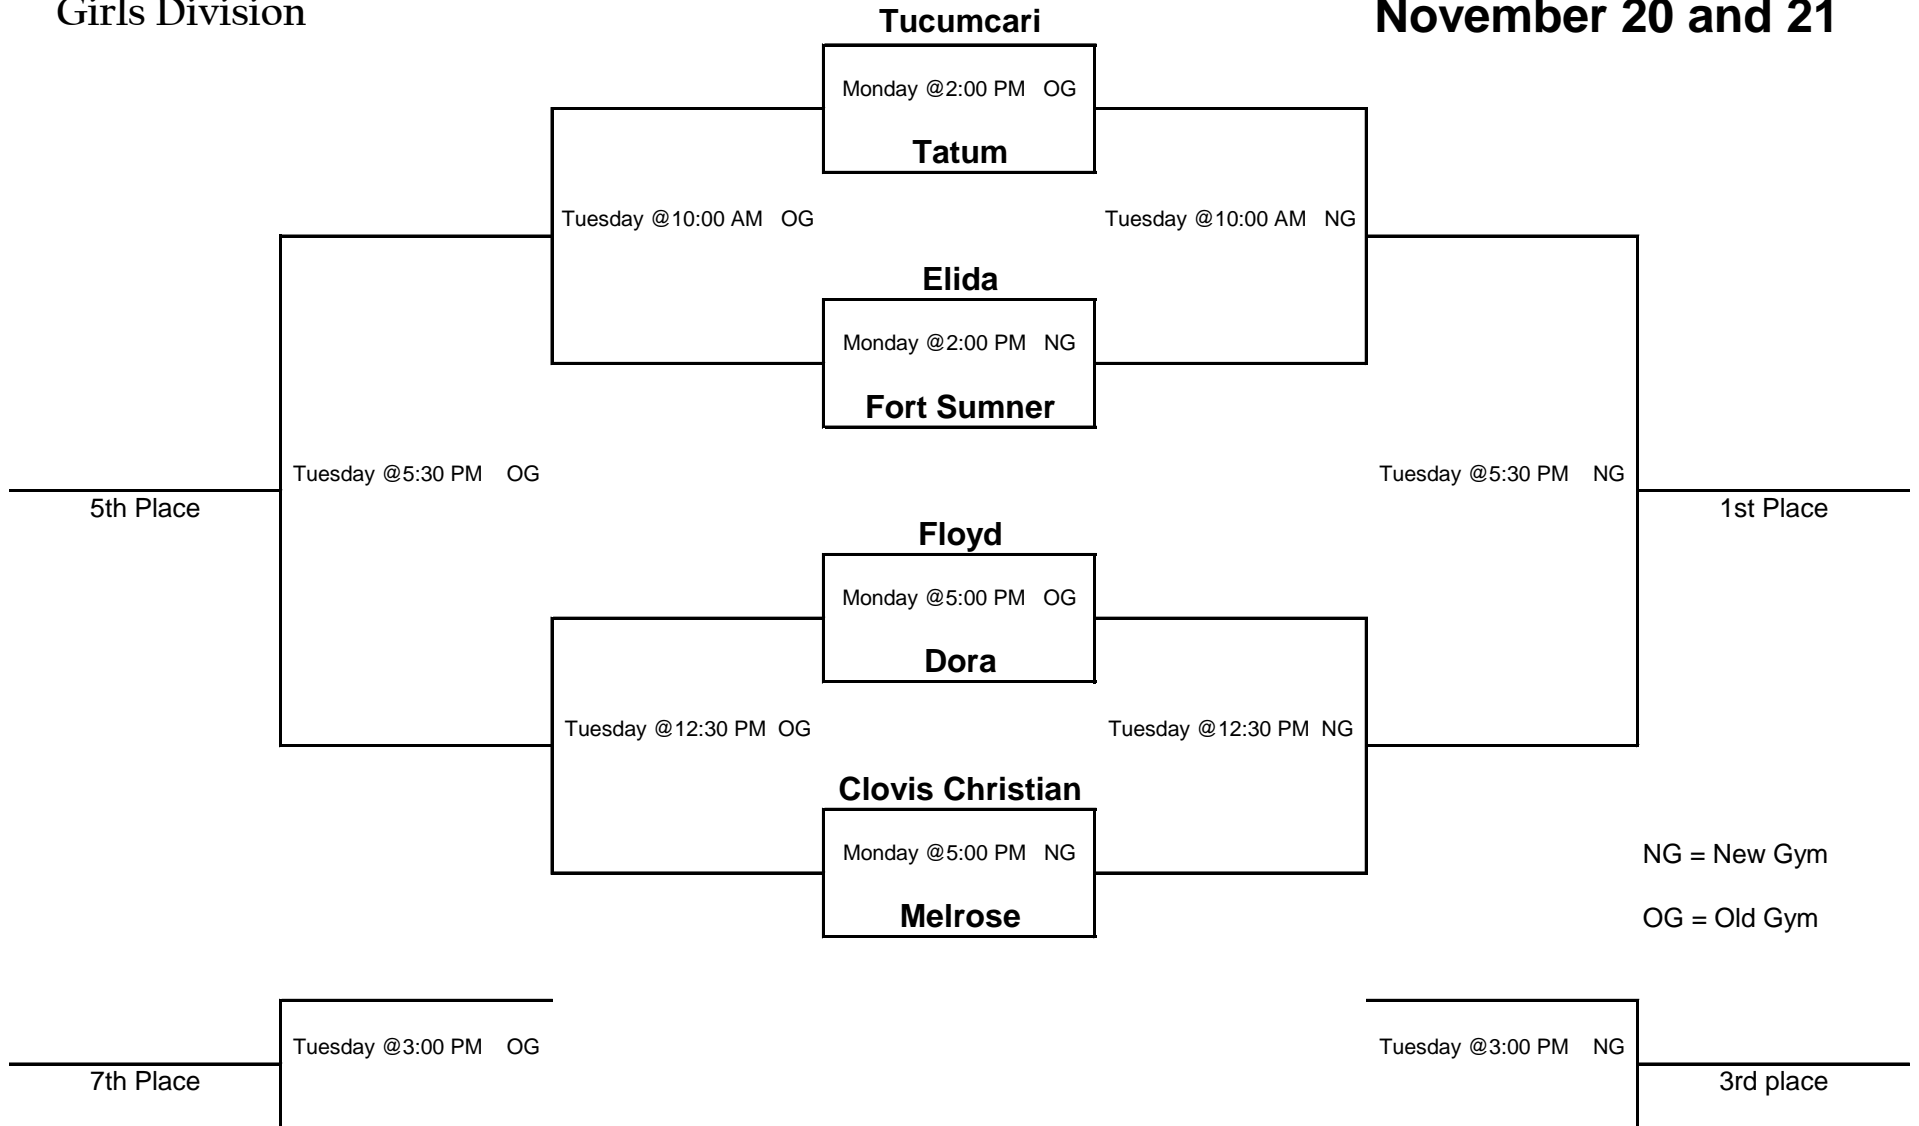 Girls Division
November 20 and 21
Tucumcari
Monday @2:00 PM OG
Tatum
Tuesday @10:00 AM OG
Tuesday @10:00 AM NG
Elida
Monday @2:00 PM NG
Fort Sumner
Tuesday @5:30 PM OG
Tuesday @5:30 PM NG
5th Place
1st Place
Floyd
Monday @5:00 PM OG
Dora
Tuesday @12:30 PM OG
Tuesday @12:30 PM NG
Clovis Christian
Monday @5:00 PM NG
NG = New Gym
Melrose
OG = Old Gym
Tuesday @3:00 PM OG
Tuesday @3:00 PM NG
7th Place
3rd place